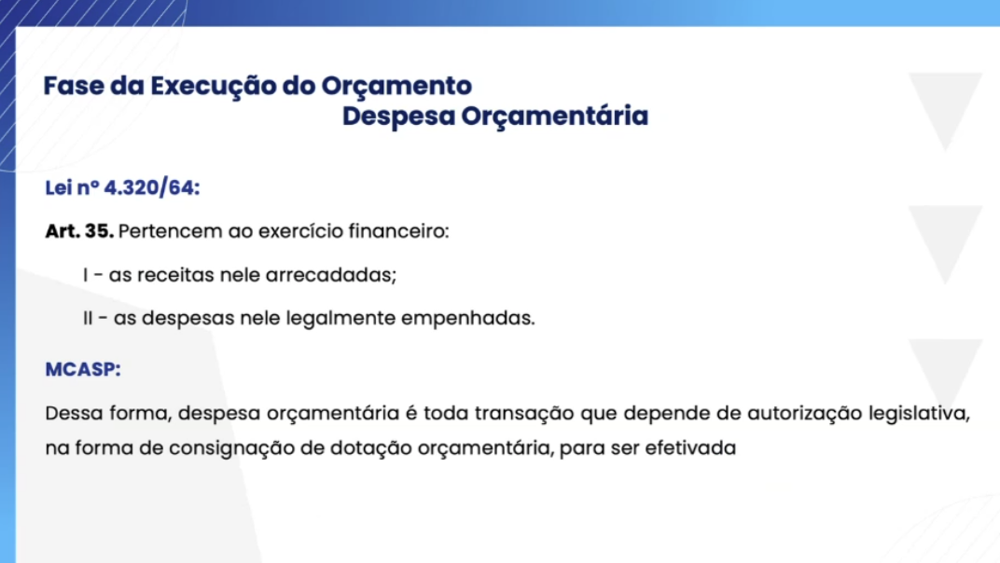 Fase da Execução do Orçamento
Despesa Orçamentária
Lei nº 4.320/64:
Art. 35. Pertencem ao exercício financeiro:
I - as receitas nele arrecadadas;
II - as despesas nele legalmente empenhadas.
MCASP:
Dessa forma, despesa orçamentária é toda transação que depende de autorização legislativa,
na forma de consignação de dotação orçamentária, para ser efetivada